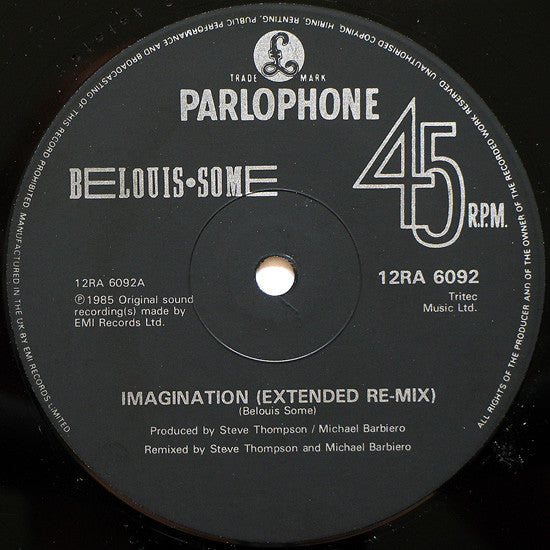 £
TRADE MARK
PARLOPHONE
BELOUIS•SOME
45 R.P.M.
12RA 6092A
℗1985 Original sound
recording(s) made by
EMI Records Ltd.
12RA 6092
Tritec
Music Ltd.
IMAGINATION (EXTENDED RE-MIX)
(Belouis Some)
Produced by Steve Thompson / Michael Barbiero
Remixed by Steve Thompson and Michael Barbiero
ALL RIGHTS OF THE PRODUCER AND OF THE OWNER OF THE RECORDED WORK RESERVED UNAUTHORISED COPYING, HIRING, RENTING, PUBLIC PERFORMANCE AND BROADCASTING OF THIS RECORD PROHIBITED. MANUFACTURED IN THE UK BY EMI RECORDS LIMITED